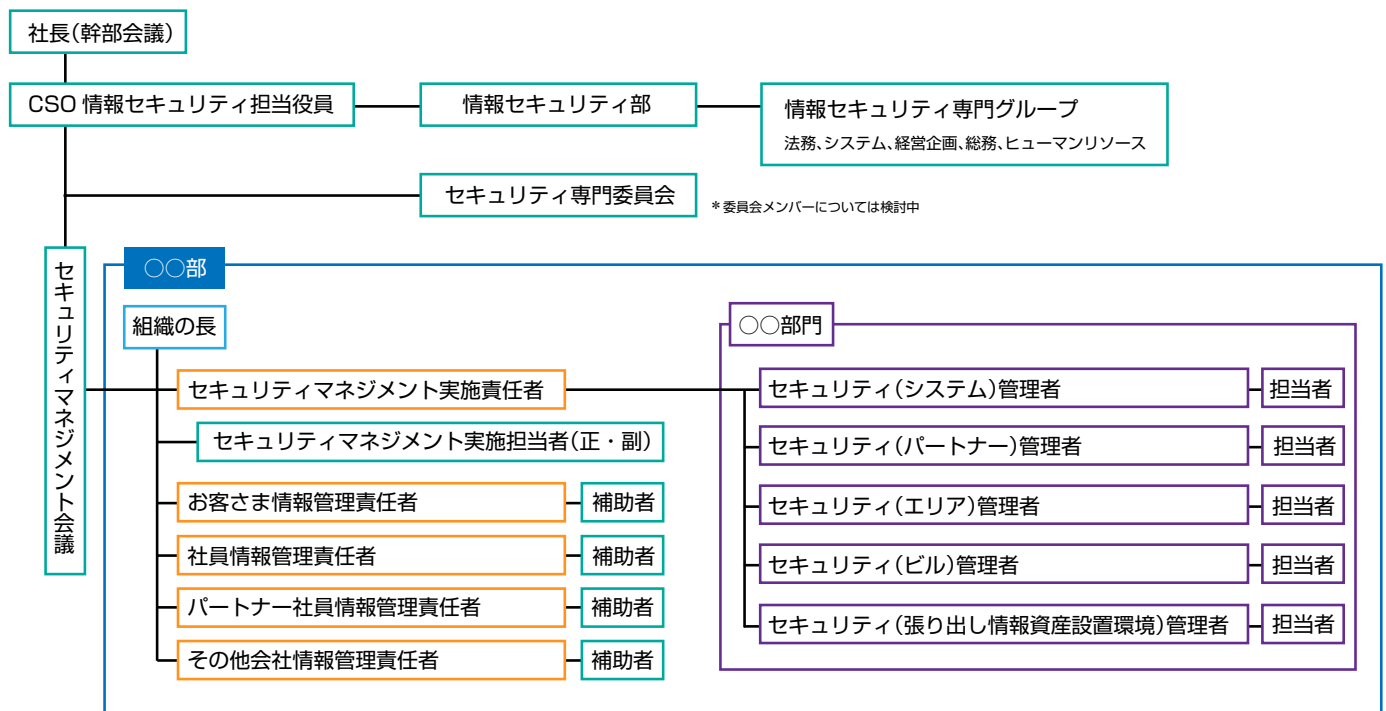 社長(幹部会議)
CSO 情報セキュリティ担当役員
情報セキュリティ部
情報セキュリティ専門グループ
法務、システム、経営企画、総務、ヒューマンリソース
セキュリティ専門委員会
*委員会メンバーについては検討中
セキュリティマネジメント会議
〇〇部
組織の長
セキュリティマネジメント実施責任者
セキュリティマネジメント実施担当者(正・副)
お客さま情報管理責任者
補助者
社員情報管理責任者
補助者
パートナー社員情報管理責任者
補助者
その他会社情報管理責任者
補助者
〇〇部門
セキュリティ(システム)管理者
担当者
セキュリティ(パートナー)管理者
担当者
セキュリティ(エリア)管理者
担当者
セキュリティ(ビル)管理者
担当者
セキュリティ(張り出し情報資産設置環境)管理者
担当者